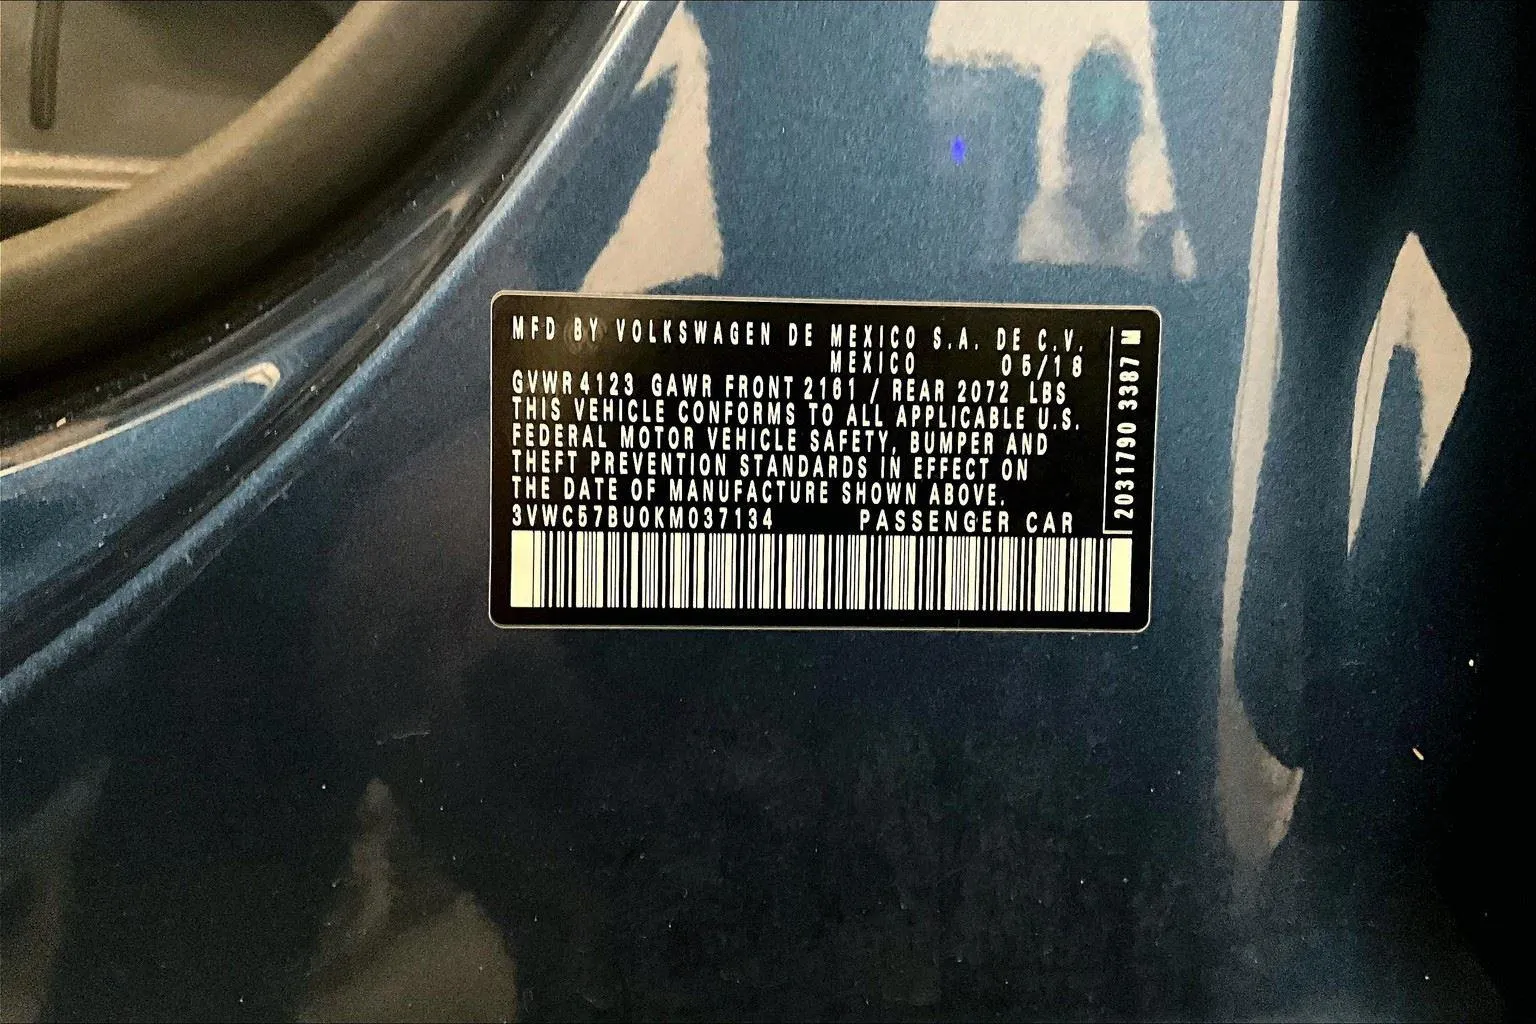 MFD BY VOLKSWAGEN DE MEXICO S.A. DE C.V.
MEXICO 05/18
GVWR 4123 GAWR FRONT 2161 / REAR 2072 LBS
THIS VEHICLE CONFORMS TO ALL APPLICABLE U.S.
FEDERAL MOTOR VEHICLE SAFETY, BUMPER AND
THEFT PREVENTION STANDARDS IN EFFECT ON
THE DATE OF MANUFACTURE SHOWN ABOVE.
3VWC57BU0KM037134 PASSENGER CAR
2031790 3387 M